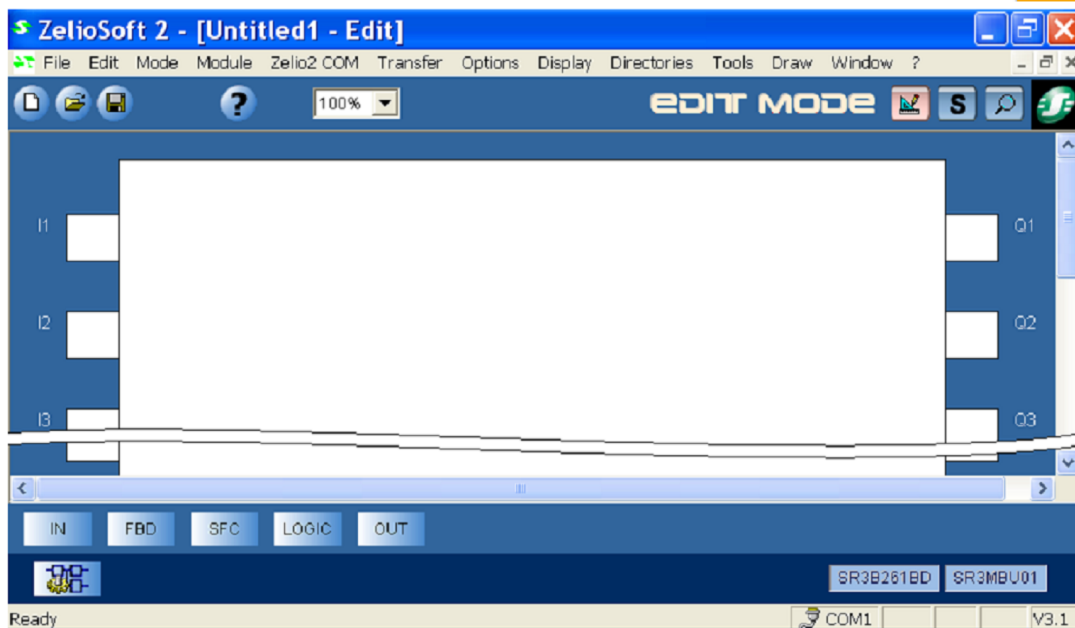 ZelioSoft 2 - [Untitled1 - Edit]
File Edit Mode Module Zelio2 COM Transfer Options Display Directories Tools Draw Window ?
? 100% EDIT MODE S
I1 Q1
I2 Q2
I3 Q3
IN FBD SFC LOGIC OUT
SR3B261BD SR3MBU01
Ready COM1 V3.1